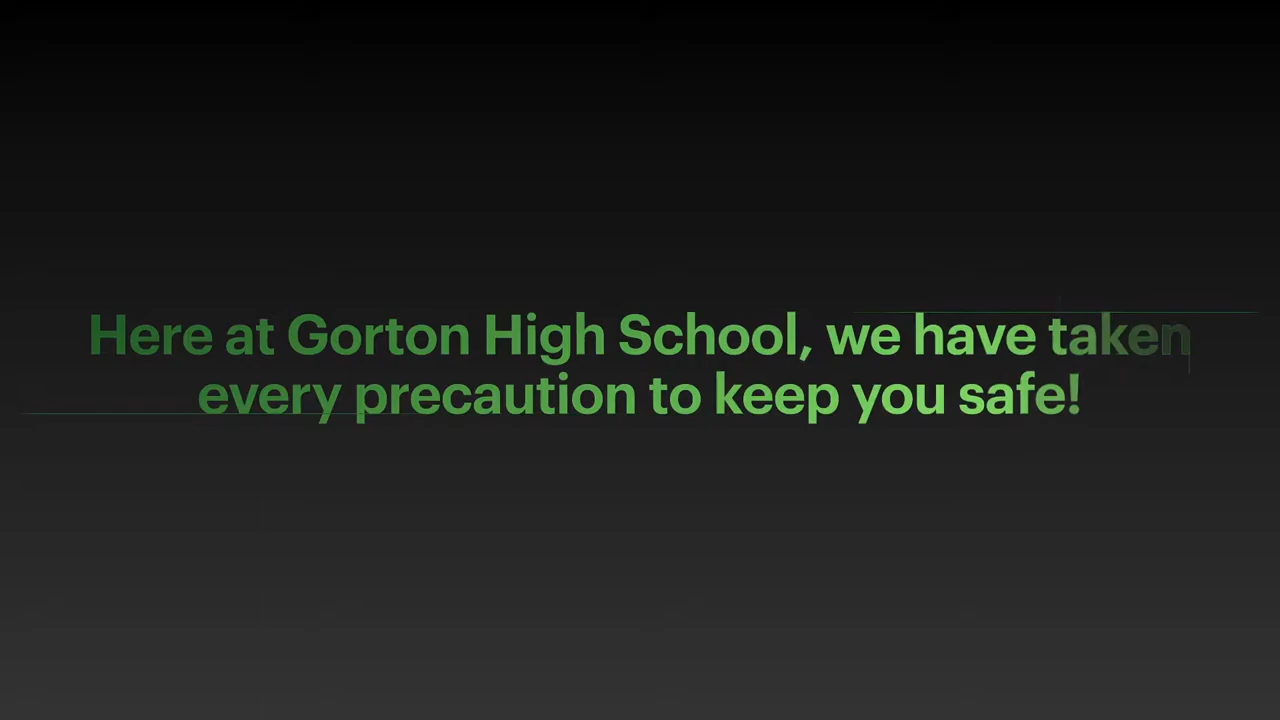 Here at Gorton High School, we have taken
every precaution to keep you safe!